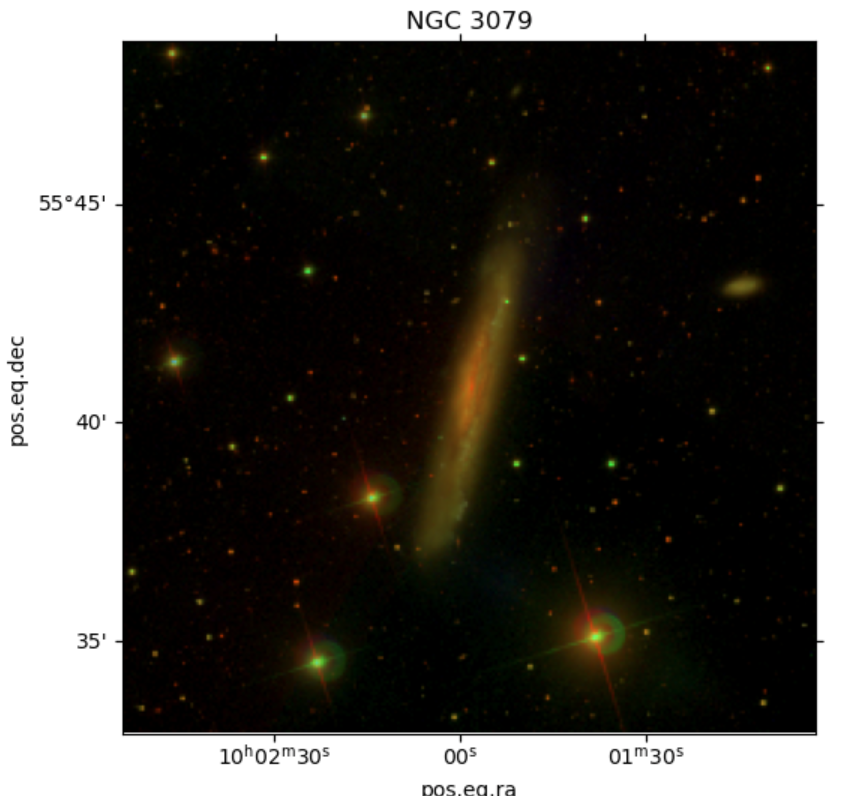 NGC 3079
55°45'
40'
35'
pos.eq.dec
10ʰ02ᵐ30ˢ 00ˢ 01ᵐ30ˢ
pos.eq.ra